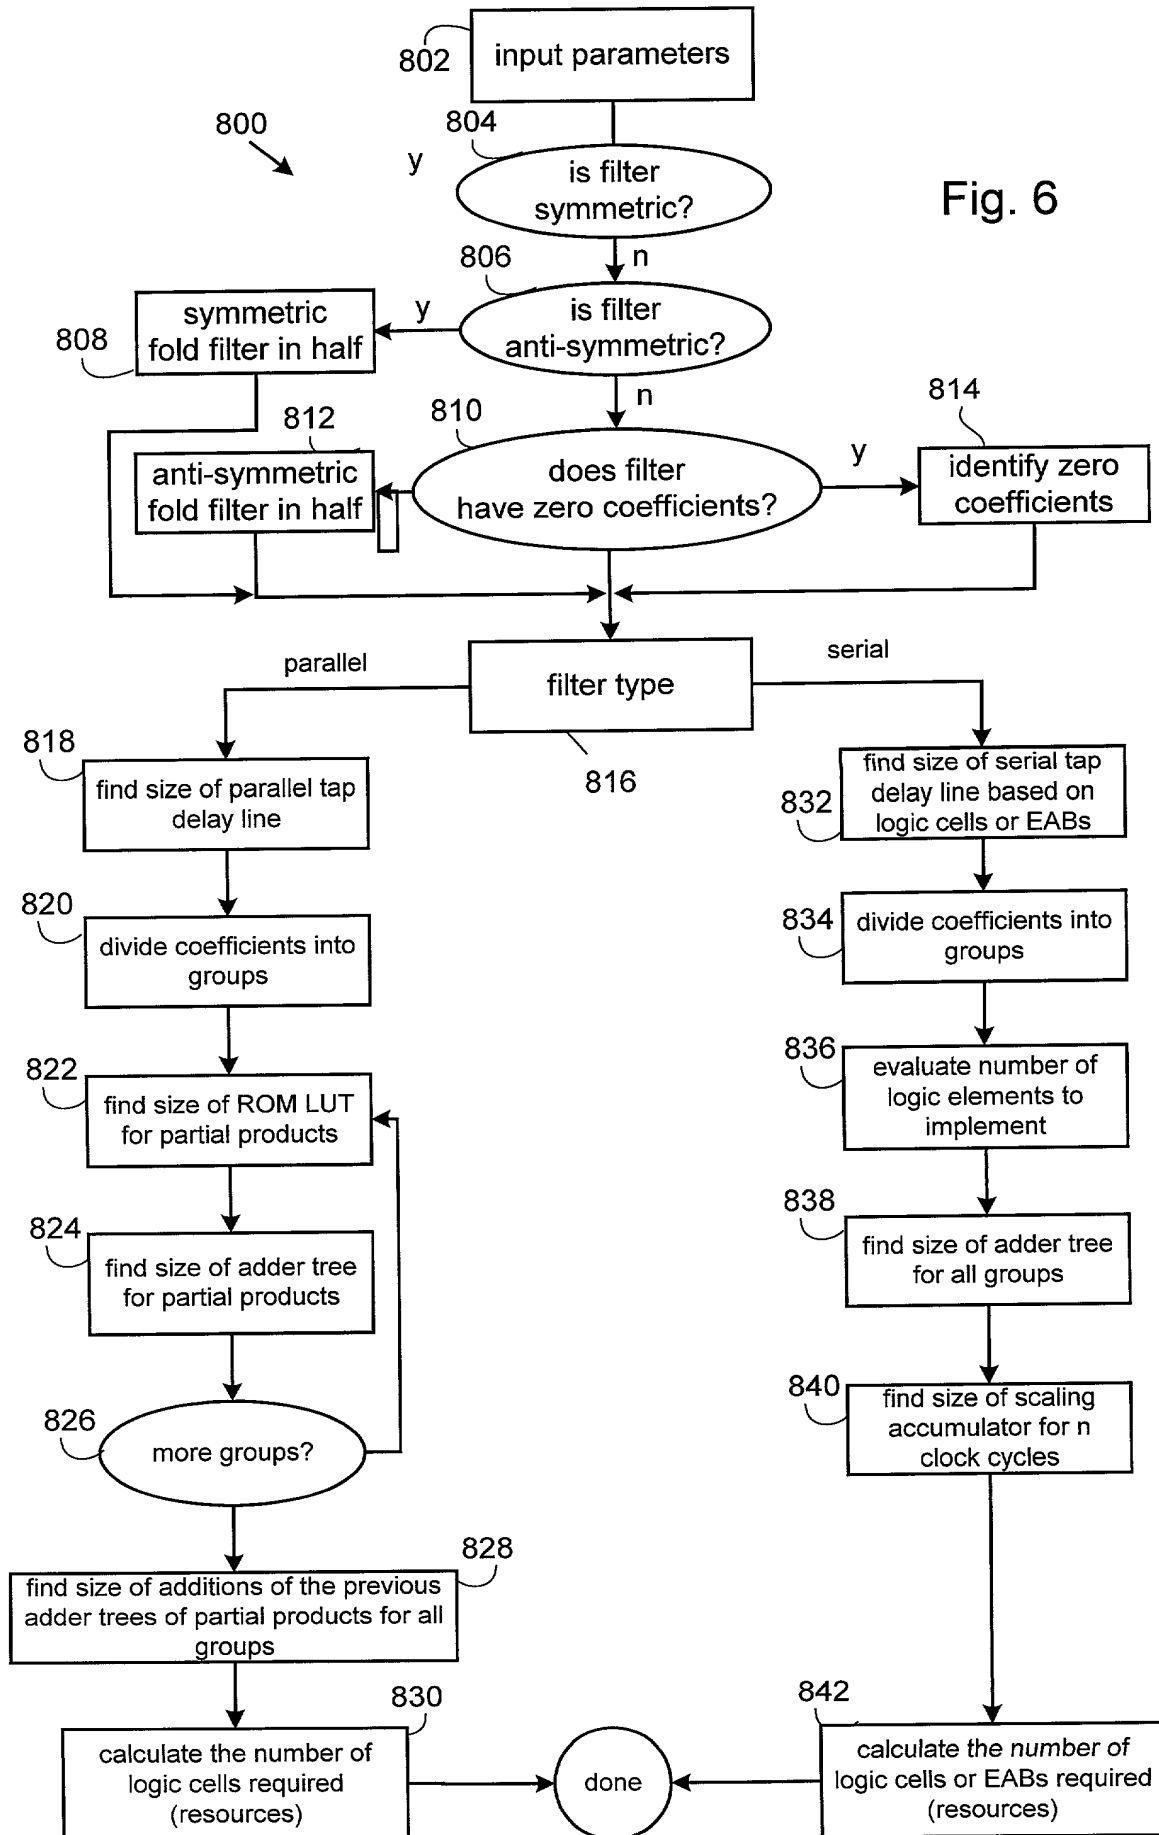 802
input parameters
800
804
y
is filter
symmetric?
Fig. 6
n
806
is filter
anti-symmetric?
y
808
symmetric
fold filter in half
n
812
810
814
anti-symmetric
fold filter in half
does filter
have zero coefficients?
y
identify zero
coefficients
parallel
filter type
serial
816
818
find size of parallel tap
delay line
832
find size of serial tap
delay line based on
logic cells or EABs
820
divide coefficients into
groups
834
divide coefficients into
groups
822
find size of ROM LUT
for partial products
836
evaluate number of
logic elements to
implement
824
find size of adder tree
for partial products
838
find size of adder tree
for all groups
826
more groups?
840
find size of scaling
accumulator for n
clock cycles
828
find size of additions of the previous
adder trees of partial products for all
groups
830
calculate the number of
logic cells required
(resources)
done
842
calculate the number of
logic cells or EABs required
(resources)